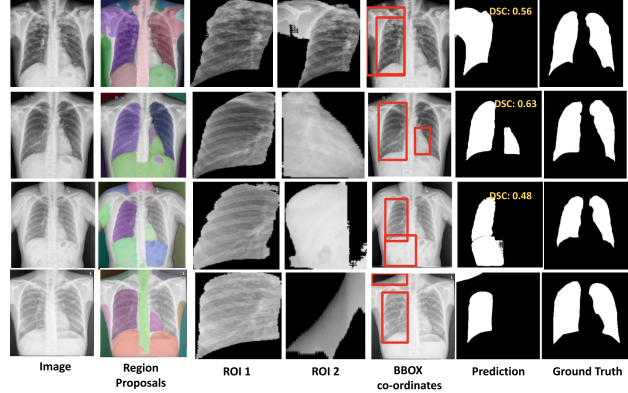 DSC: 0.56
DSC: 0.63
DSC: 0.48
Image
Region
Proposals
ROI 1
ROI 2
BBOX
co-ordinates
Prediction
Ground Truth